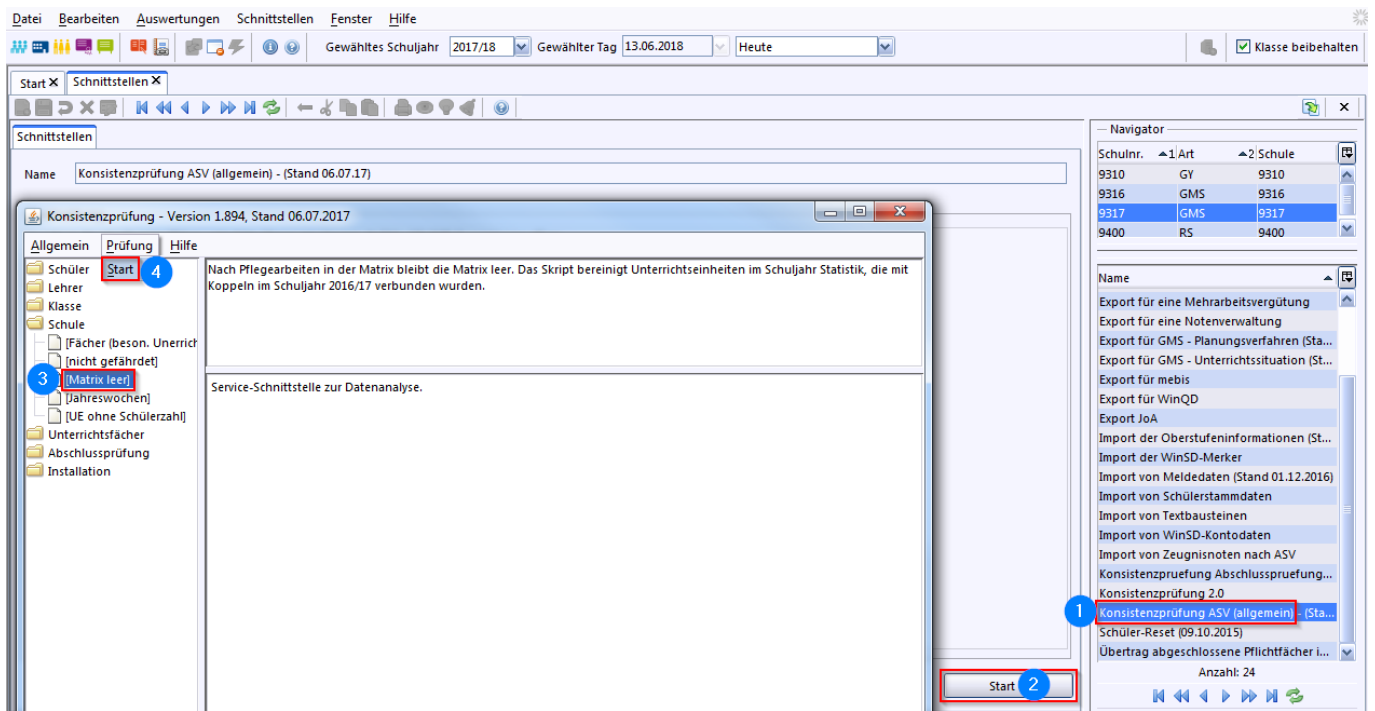 Datei Bearbeiten Auswertungen Schnittstellen Fenster Hilfe
Gewähltes Schuljahr 2017/18 Gewählter Tag 13.06.2018 Heute Klasse beibehalten
Start Schnittstellen
Schnittstellen
Name Konsistenzprüfung ASV (allgemein) - (Stand 06.07.17)
Konsistenzprüfung - Version 1.894, Stand 06.07.2017
Allgemein Prüfung Hilfe
Start 4
Schüler
Lehrer
Klasse
Schule
[Fächer (beson. Unerrich
[nicht gefährdet]
3 [Matrix leer]
[Jahreswochen]
[UE ohne Schülerzahl]
Unterrichtsfächer
Abschlussprüfung
Installation
Nach Pflegearbeiten in der Matrix bleibt die Matrix leer. Das Skript bereinigt Unterrichtseinheiten im Schuljahr Statistik, die mit
Koppeln im Schuljahr 2016/17 verbunden wurden.
Service-Schnittstelle zur Datenanalyse.
Start 2
Navigator
Schulnr. 1 Art 2 Schule
9310 GY 9310
9316 GMS 9316
9317 GMS 9317
9400 RS 9400
Name
Export für eine Mehrarbeitsvergütung
Export für eine Notenverwaltung
Export für GMS - Planungsverfahren (Sta...
Export für GMS - Unterrichtssituation (St...
Export für mebis
Export für WinQD
Export JoA
Import der Oberstufeninformationen (St...
Import der WinSD-Merker
Import von Meldedaten (Stand 01.12.2016)
Import von Schülerstammdaten
Import von Textbausteinen
Import von WinSD-Kontodaten
Import von Zeugnisnoten nach ASV
Konsistenzpruefung Abschlusspruefung...
Konsistenzprüfung 2.0
1 Konsistenzprüfung ASV (allgemein) - (Sta...
Schüler-Reset (09.10.2015)
Übertrag abgeschlossene Pflichtfächer i...
Anzahl: 24